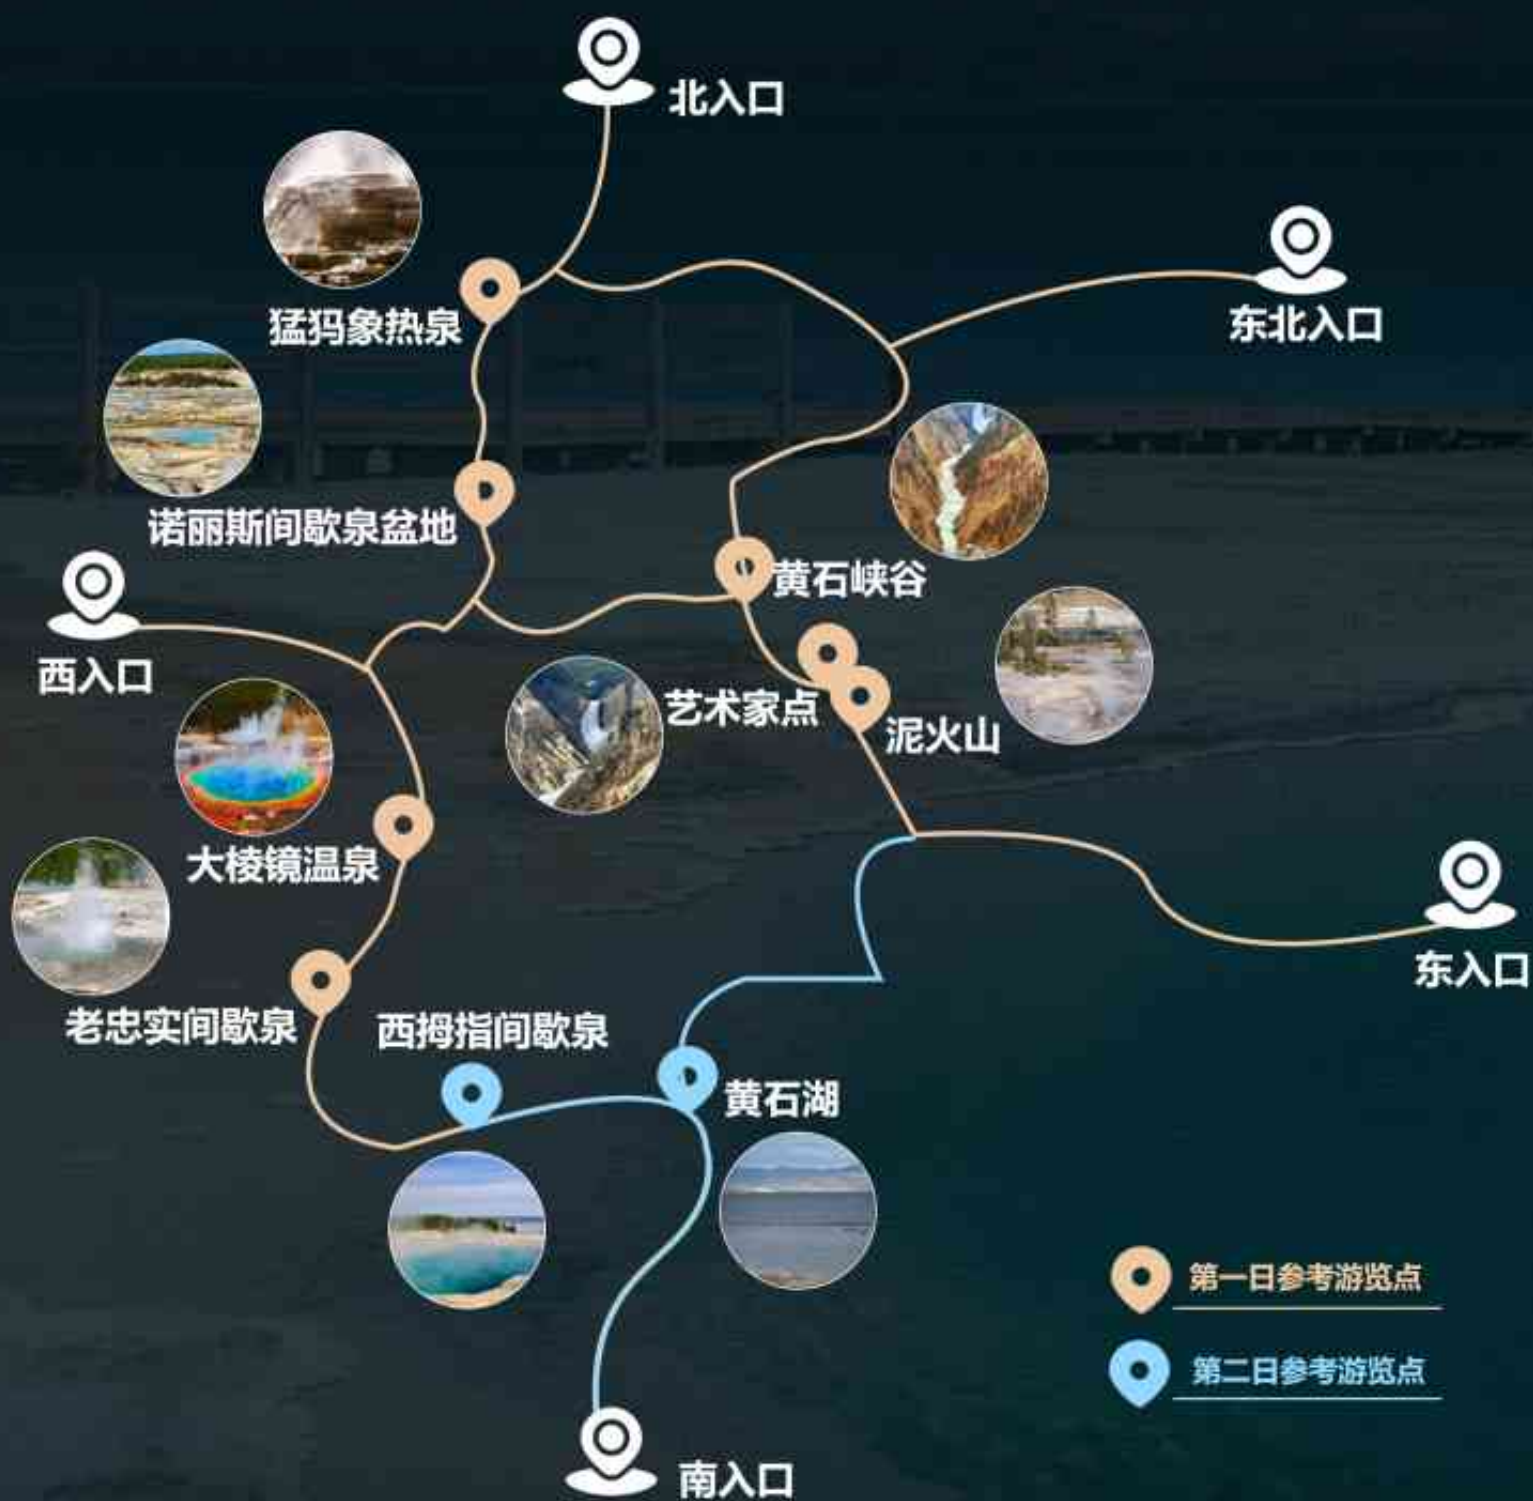 北入口
猛犸象热泉
东北入口
诺丽斯间歇泉盆地
黄石峡谷
西入口
艺术家点
泥火山
大棱镜温泉
东入口
老忠实间歇泉
西拇指间歇泉
黄石湖
第一日参考游览点
第二日参考游览点
南入口